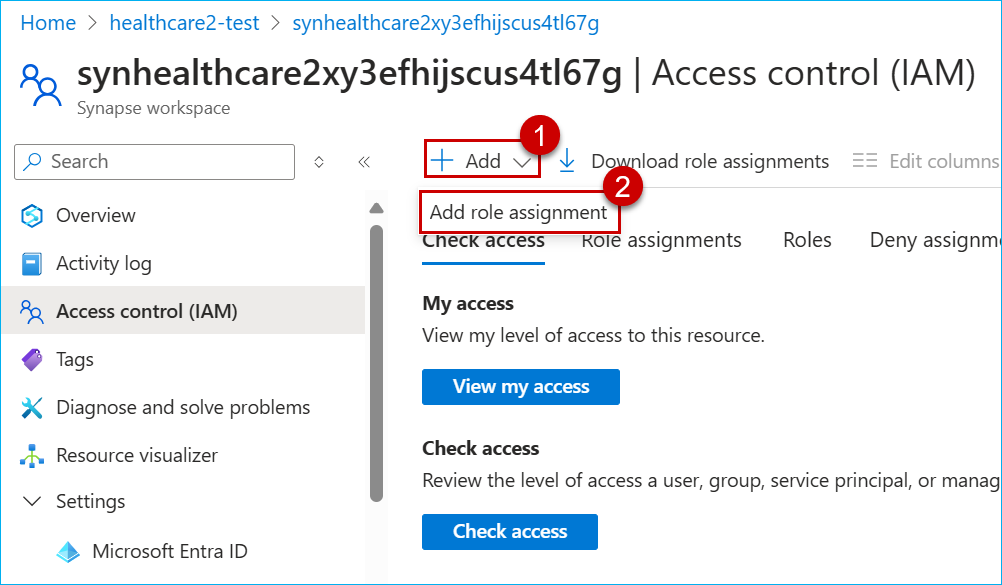 Home > healthcare2-test > synhealthcare2xy3efhijscus4tl67g
synhealthcare2xy3efhijscus4tl67g | Access control (IAM)
Synapse workspace
Search
Overview
Activity log
Access control (IAM)
Tags
Diagnose and solve problems
Resource visualizer
Settings
Microsoft Entra ID
1
Add
Download role assignments
Edit columns
2
Add role assignment
Check access
Role assignments
Roles
Deny assignm
My access
View my level of access to this resource.
View my access
Check access
Review the level of access a user, group, service principal, or manag
Check access